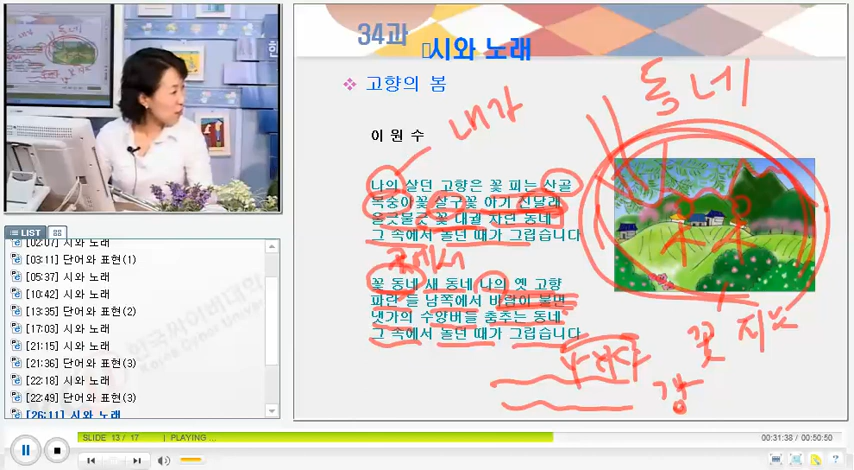 34과
시와 노래
고향의 봄
이 원 수
내가
동네
나의 살던 고향은 꽃 피는 산골
복숭아꽃 살구꽃 아기 진달래
울긋불긋 꽃 대궐 차린 동네
그 속에서 놀던 때가 그립습니다
꽃 동네 새 동네 나의 옛 고향
파란 들 남쪽에서 바람이 불면
냇가의 수양버들 춤추는 동네
그 속에서 놀던 때가 그립습니다
꽃
강
LIST
[02:07] 시와 노래
[03:11] 단어와 표현(1)
[05:37] 시와 노래
[10:42] 시와 노래
[13:35] 단어와 표현(2)
[17:03] 시와 노래
[21:15] 시와 노래
[21:36] 단어와 표현(3)
[22:18] 시와 노래
[22:49] 단어와 표현(3)
[26:11] 시와 노래
SLIDE 13 / 17 | PLAYING ...
00:31:38 / 00:50:50